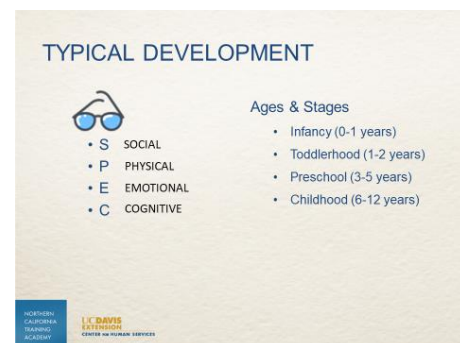 TYPICAL DEVELOPMENT
• S SOCIAL
• P PHYSICAL
• E EMOTIONAL
• C COGNITIVE
Ages & Stages
• Infancy (0-1 years)
• Toddlerhood (1-2 years)
• Preschool (3-5 years)
• Childhood (6-12 years)
NORTHERN
CALIFORNIA
TRAINING
ACADEMY
UCDAVIS
EXTENSION
CENTER FOR HUMAN SERVICES